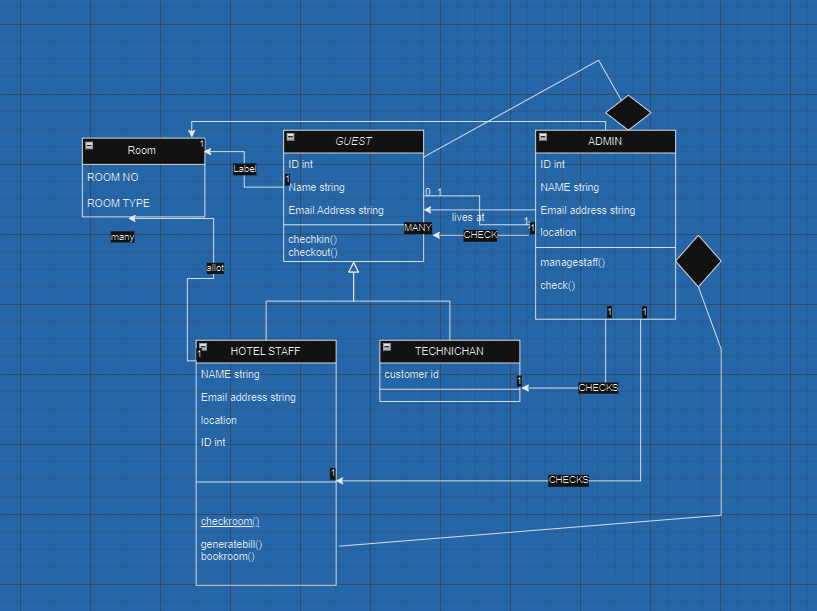 Room
1
ROOM NO
ROOM TYPE
many
Label
GUEST
ID int
1
Name string
Email Address string
chechkin()
checkout()
0..1
lives at
1
1
MANY
CHECK
ADMIN
ID int
NAME string
Email address string
location
managestaff()
check()
1
1
allot
1
HOTEL STAFF
NAME string
Email address string
location
ID int
1
checkroom()
generatebill()
bookroom()
TECHNICHAN
customer id
1
CHECKS
CHECKS